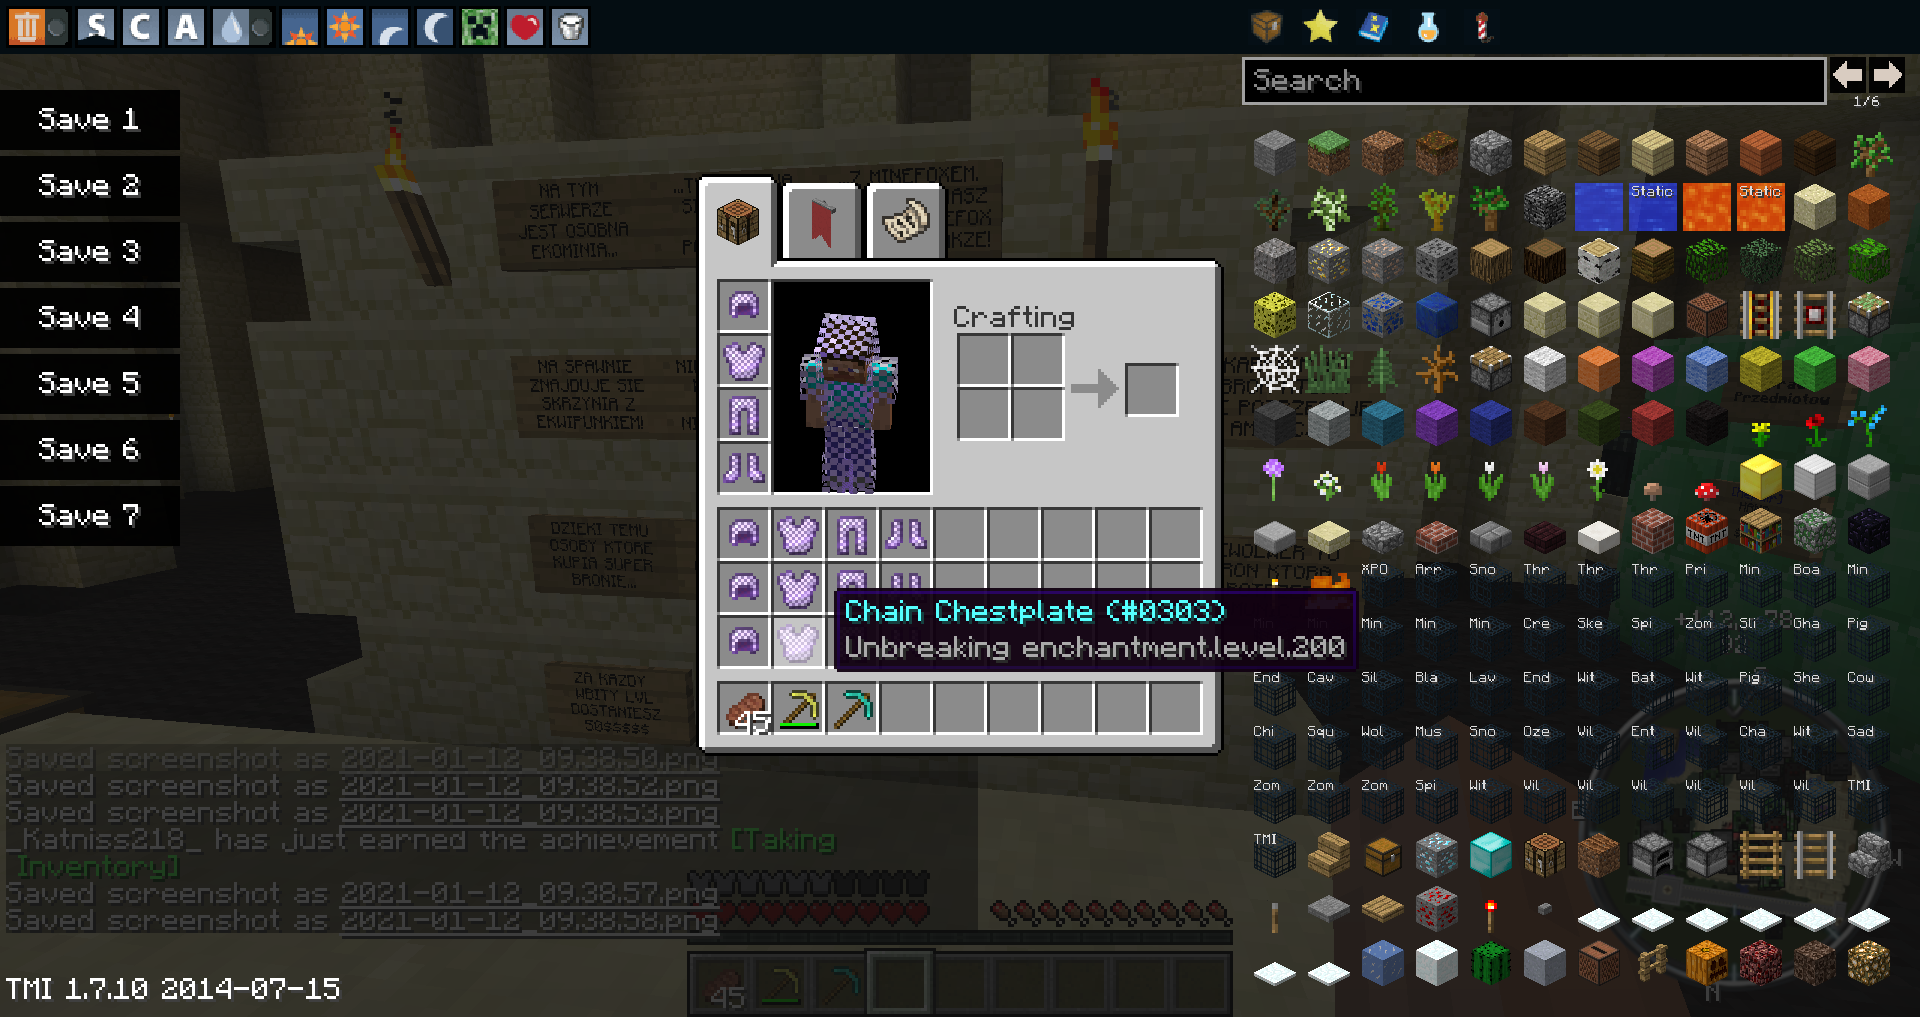 S C A
Search
1/6
Save 1
Save 2
Save 3
Save 4
Save 5
Save 6
Save 7
NA TYM
SERWERZE
JEST OSOBNA
EKOMINIA...
Z MINEFOXEM.
NA SPAWNIE
ZNAJDUJE SIE
SKRZYNIA Z
EKWIPUNKIEM!
DZIEKI TEMU
OSOBY KTORE
KUPIA SUPER
BRONIE...
ZA KAZDY
WBITY LVL
DOSTANIESZ
50$$$$$
Crafting
Static Static
TNT
XPO Arr Sno Thr Thr Thr Pri Min Boa Min
Chain Chestplate (#0303)
Unbreaking enchantment.level.200
Min Min Min Min Min Cre Ske Spi Zom Sli Gha Pig
End Cav Sil Bla Lav End Wit Bat Wit Pig She Cow
Chi Squ Wol Mus Sno Oze Vil Ent Vil Cha Wit Sad
Zom Zom Zom Spi Wit Vil Vil Vil Vil Vil Vil TMI
TMI
45
Saved screenshot as 2021-01-12_09.38.50.png
Saved screenshot as 2021-01-12_09.38.52.png
Saved screenshot as 2021-01-12_09.38.53.png
_Katniss218_ has just earned the achievement [Taking
Inventory]
Saved screenshot as 2021-01-12_09.38.57.png
Saved screenshot as 2021-01-12_09.38.58.png
TMI 1.7.10 2014-07-15
45
N